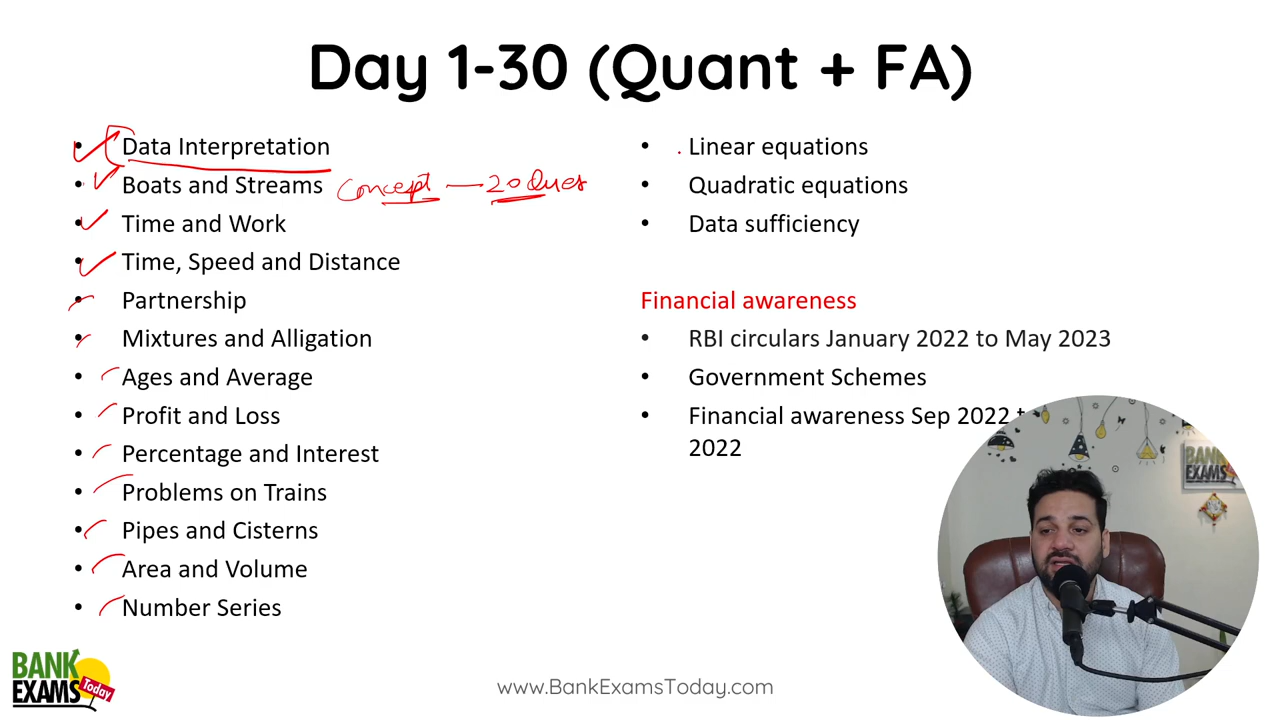 Day 1-30 (Quant + FA)
• Data Interpretation
• Boats and Streams Concept — 20 Ques
• Time and Work
• Time, Speed and Distance
• Partnership
• Mixtures and Alligation
• Ages and Average
• Profit and Loss
• Percentage and Interest
• Problems on Trains
• Pipes and Cisterns
• Area and Volume
• Number Series
• Linear equations
• Quadratic equations
• Data sufficiency
Financial awareness
• RBI circulars January 2022 to May 2023
• Government Schemes
• Financial awareness Sep 2022
2022
BANK
EXAMS
BANK
EXAMS
Today
www.BankExamsToday.com